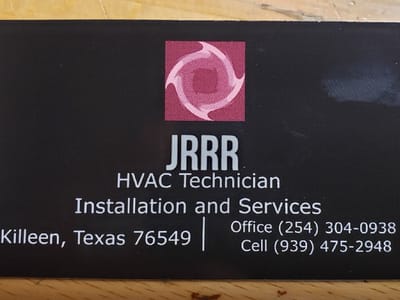 JRRR
HVAC Technician
Installation and Services
Killeen, Texas 76549
Office (254) 304-0938
Cell (939) 475-2948